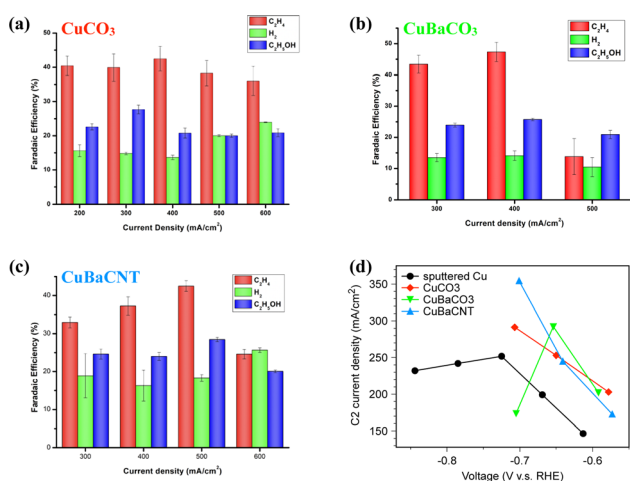 (a)
CuCO₃
C₂H₄
H₂
C₂H₅OH
50
40
30
20
10
0
Faradaic Efficiency (%)
200 300 400 500 600
Current Density (mA/cm²)
(b)
CuBaCO₃
C₂H₄
H₂
C₂H₅OH
50
40
30
20
10
0
Faradaic Efficiency (%)
300 400 500
Current density (mA/cm²)
(c)
CuBaCNT
C₂H₄
H₂
C₂H₅OH
50
40
30
20
10
0
Faradaic Efficiency (%)
300 400 500 600
Current density (mA/cm²)
(d)
sputtered Cu
CuCO3
CuBaCO3
CuBaCNT
350
300
250
200
150
C2 current density (mA/cm²)
-0.8 -0.7 -0.6
Voltage (V v.s. RHE)